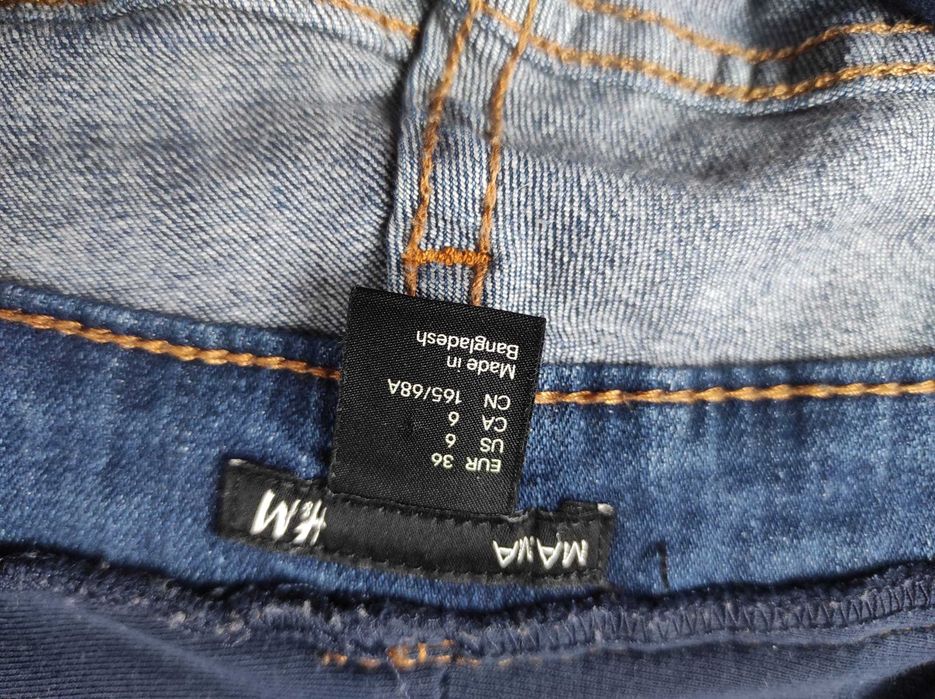 MAMA H&M
EUR 36
US 6
CA 6
CN 165/68A
Made in
Bangladesh